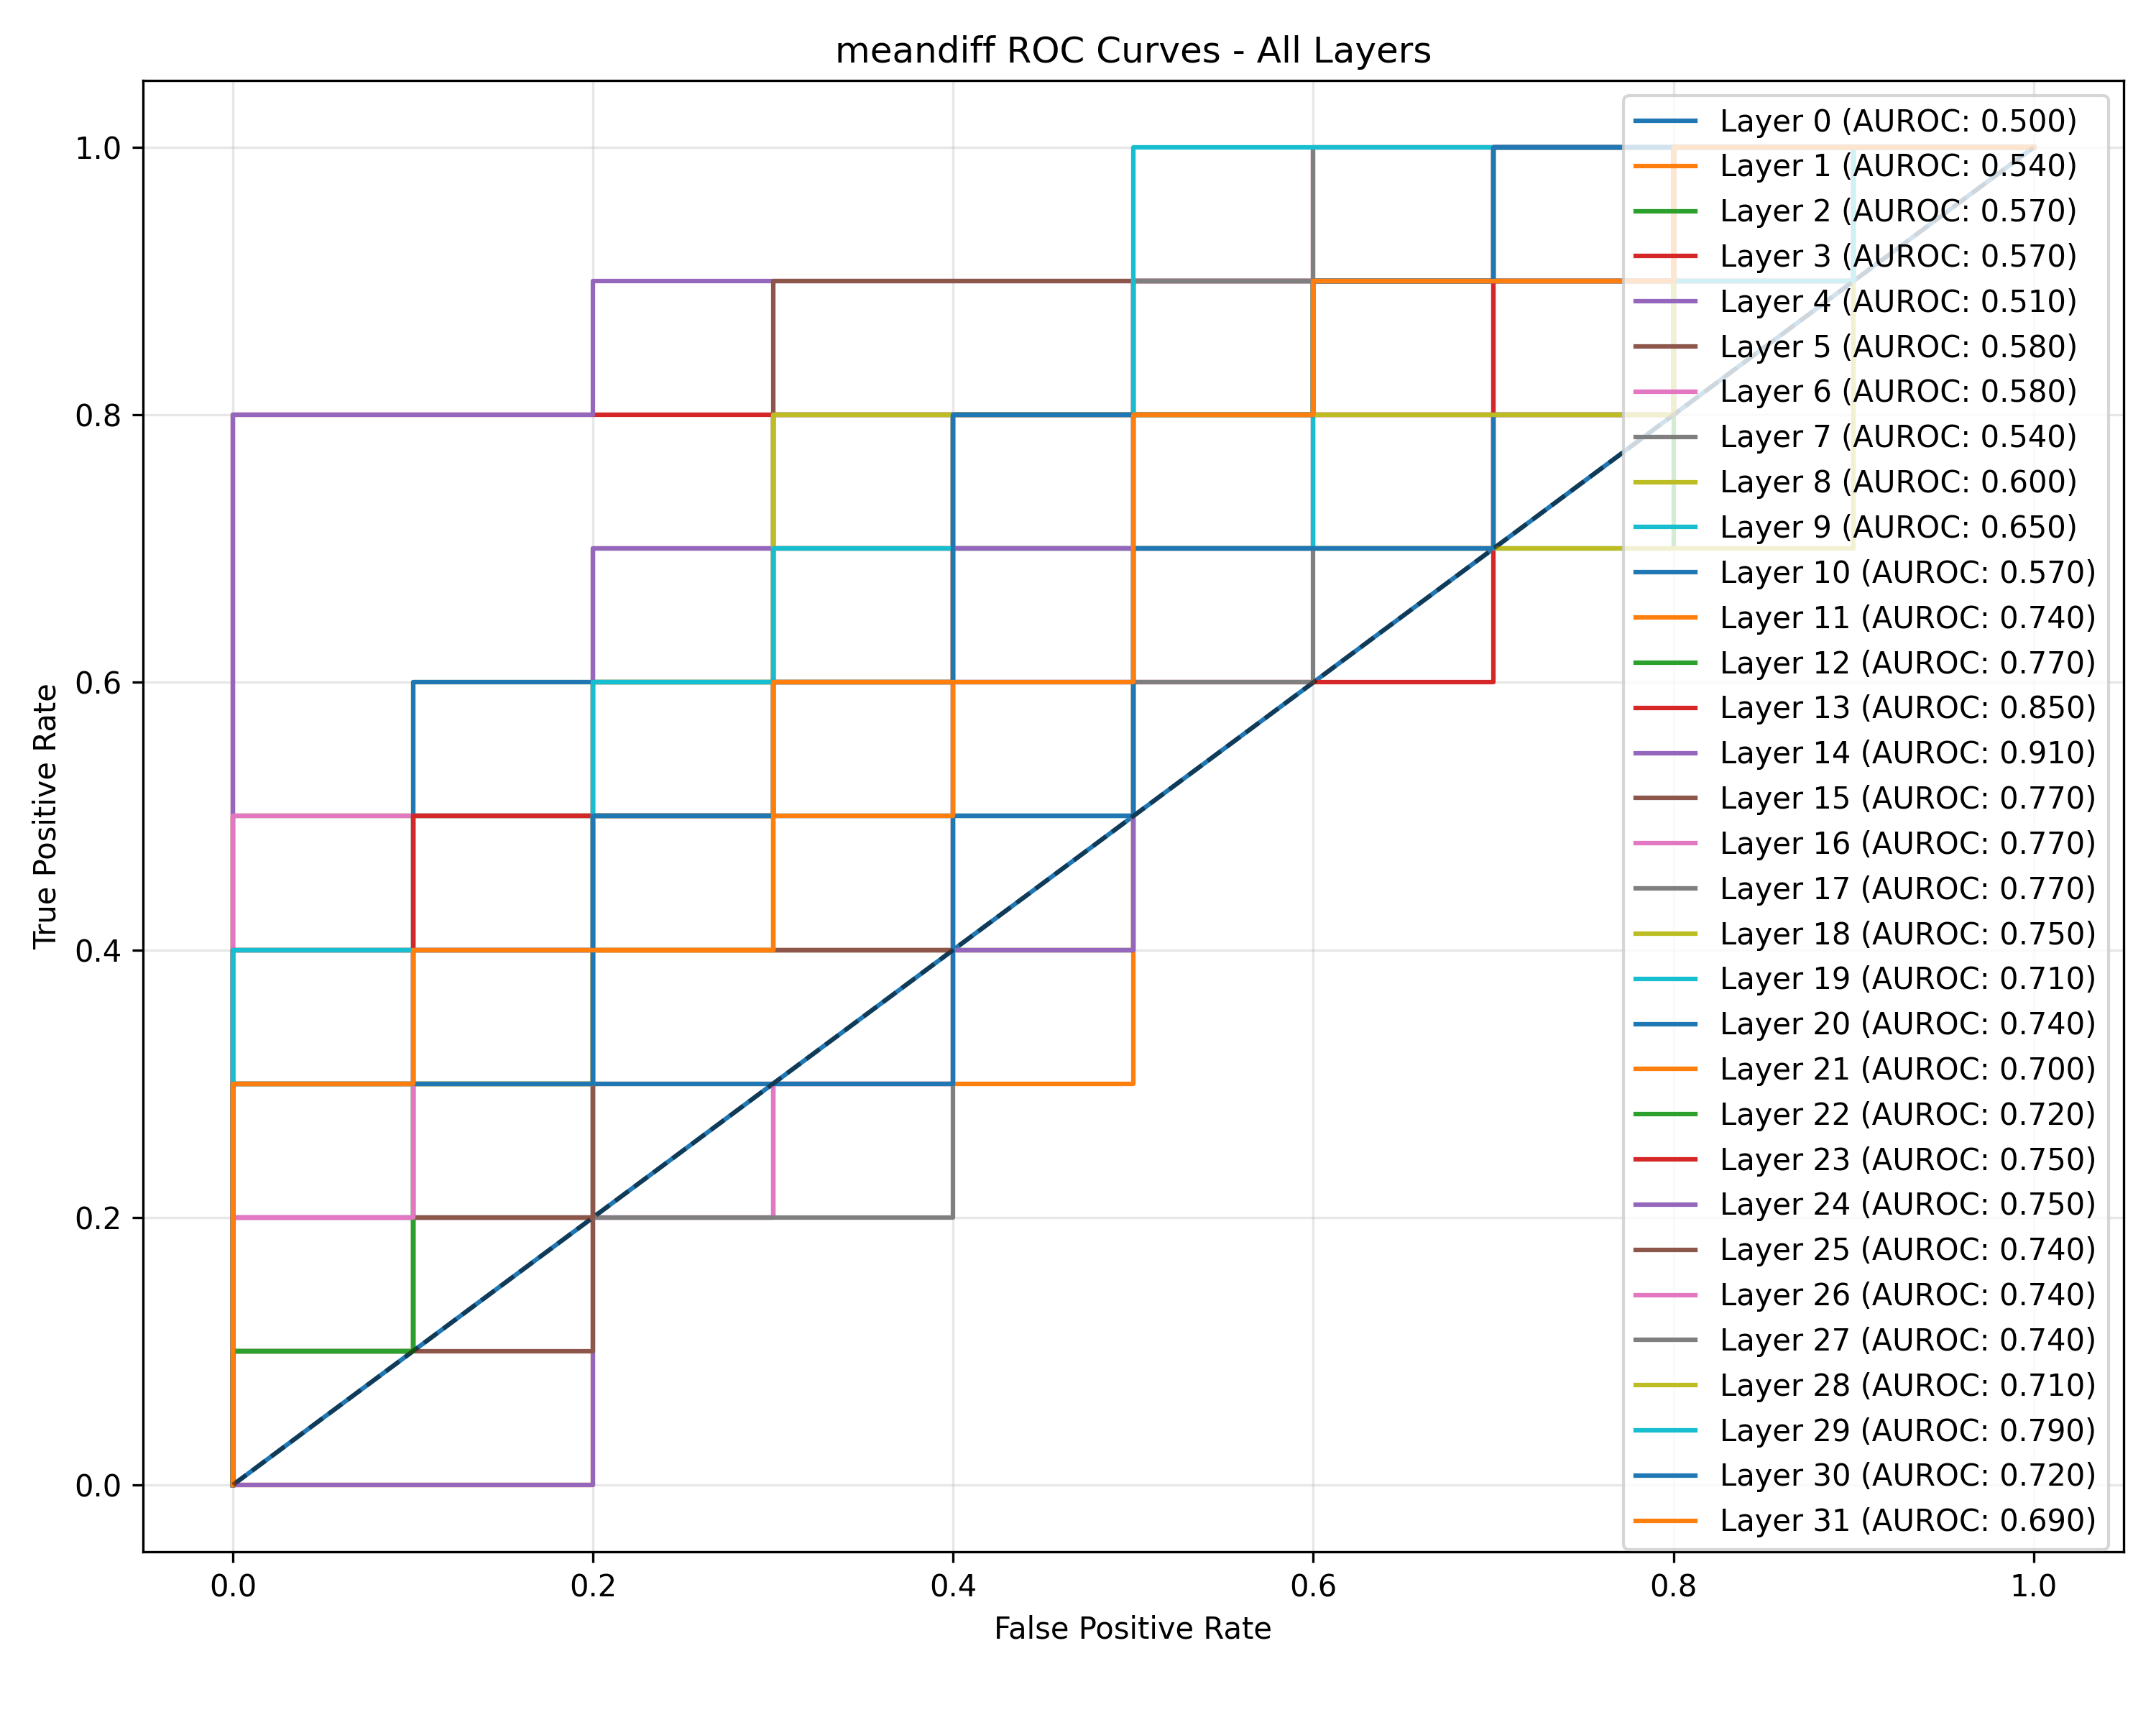 meandiff ROC Curves - All Layers
1.0
0.8
0.6
0.4
0.2
0.0
True Positive Rate
0.0
0.2
0.4
0.6
0.8
1.0
False Positive Rate
Layer 0 (AUROC: 0.500)
Layer 1 (AUROC: 0.540)
Layer 2 (AUROC: 0.570)
Layer 3 (AUROC: 0.570)
Layer 4 (AUROC: 0.510)
Layer 5 (AUROC: 0.580)
Layer 6 (AUROC: 0.580)
Layer 7 (AUROC: 0.540)
Layer 8 (AUROC: 0.600)
Layer 9 (AUROC: 0.650)
Layer 10 (AUROC: 0.570)
Layer 11 (AUROC: 0.740)
Layer 12 (AUROC: 0.770)
Layer 13 (AUROC: 0.850)
Layer 14 (AUROC: 0.910)
Layer 15 (AUROC: 0.770)
Layer 16 (AUROC: 0.770)
Layer 17 (AUROC: 0.770)
Layer 18 (AUROC: 0.750)
Layer 19 (AUROC: 0.710)
Layer 20 (AUROC: 0.740)
Layer 21 (AUROC: 0.700)
Layer 22 (AUROC: 0.720)
Layer 23 (AUROC: 0.750)
Layer 24 (AUROC: 0.750)
Layer 25 (AUROC: 0.740)
Layer 26 (AUROC: 0.740)
Layer 27 (AUROC: 0.740)
Layer 28 (AUROC: 0.710)
Layer 29 (AUROC: 0.790)
Layer 30 (AUROC: 0.720)
Layer 31 (AUROC: 0.690)